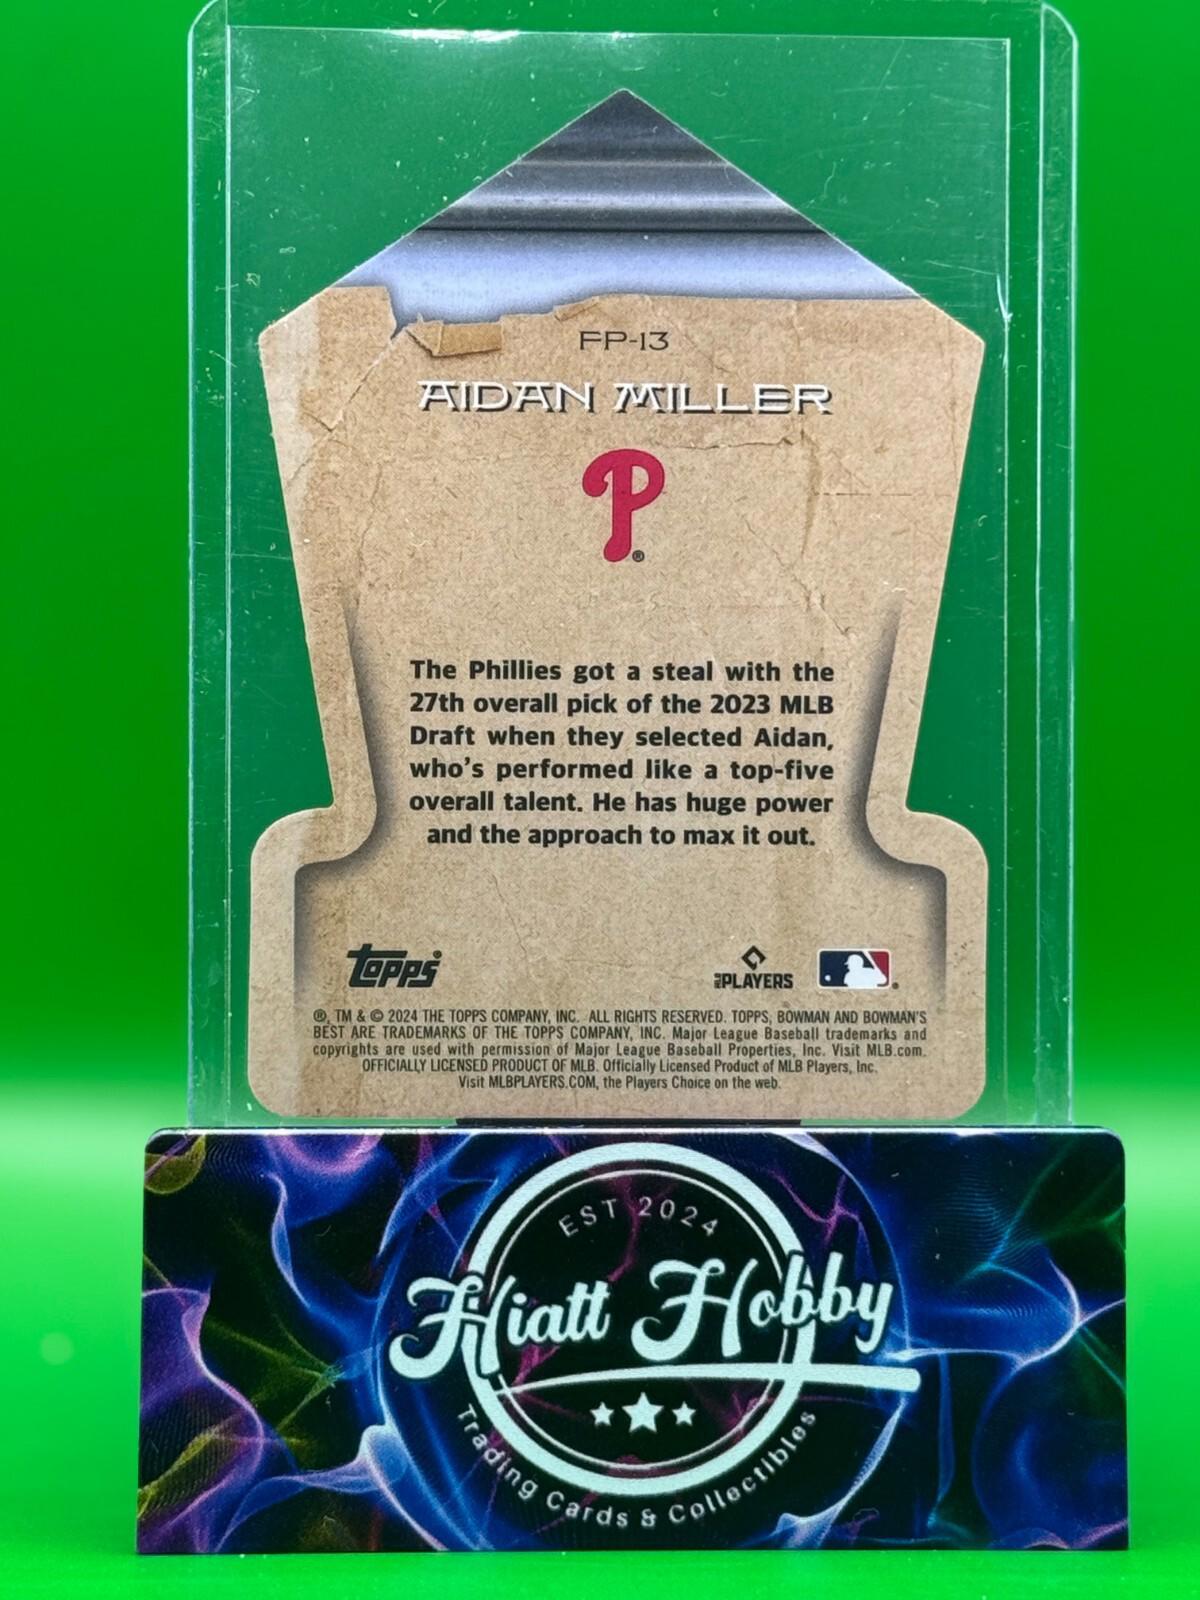 FP-13
AIDAN MILLER
P®
The Phillies got a steal with the
27th overall pick of the 2023 MLB
Draft when they selected Aidan,
who's performed like a top-five
overall talent. He has huge power
and the approach to max it out.
topps®
MLB PLAYERS
®
®, TM & © 2024 THE TOPPS COMPANY, INC. ALL RIGHTS RESERVED. TOPPS, BOWMAN AND BOWMAN'S
BEST ARE TRADEMARKS OF THE TOPPS COMPANY, INC. Major League Baseball trademarks and
copyrights are used with permission of Major League Baseball Properties, Inc. Visit MLB.com.
OFFICIALLY LICENSED PRODUCT OF MLB. Officially Licensed Product of MLB Players, Inc.
Visit MLBPLAYERS.COM, the Players Choice on the web.
EST 2024
Hiatt Hobby
Trading Cards & Collectibles